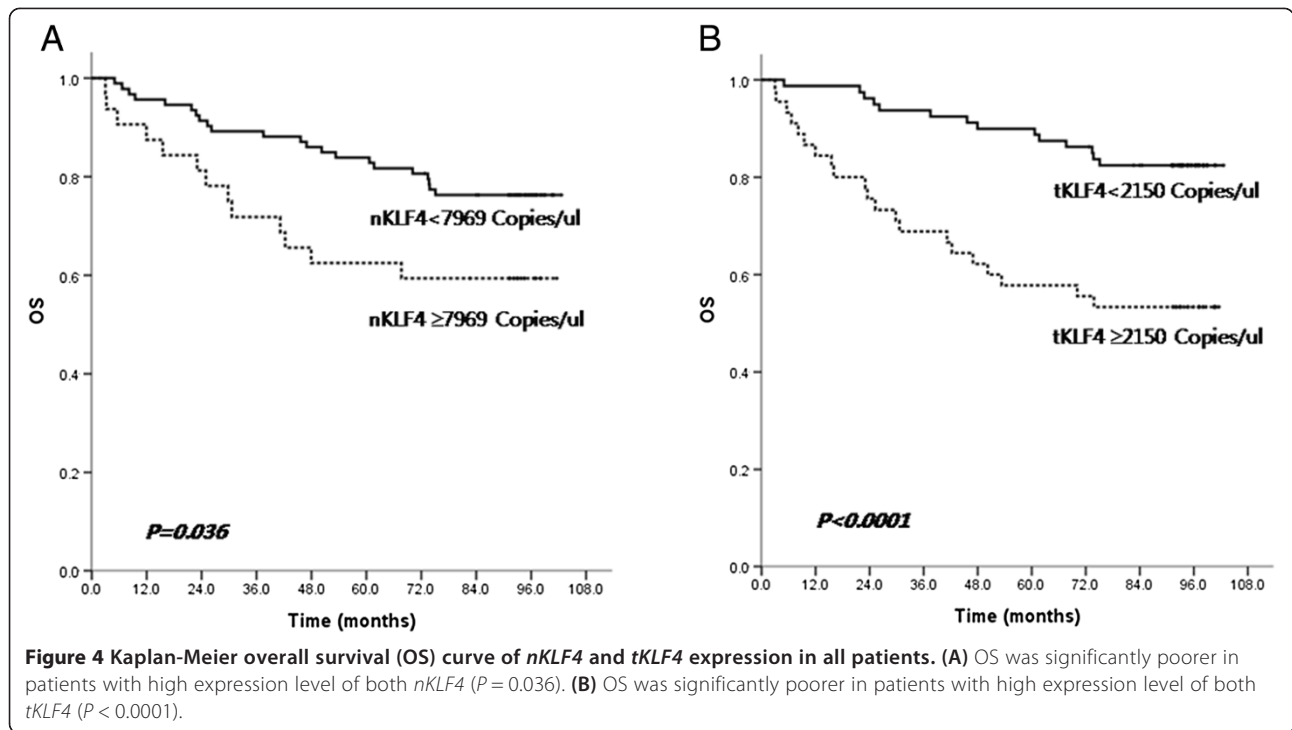 A
1.0
0.8
0.6
0.4
0.2
0.0
OS
nKLF4<7969 Copies/ul
nKLF4 ≥7969 Copies/ul
P=0.036
0.0 12.0 24.0 36.0 48.0 60.0 72.0 84.0 96.0 108.0
Time (months)
B
1.0
0.8
0.6
0.4
0.2
0.0
OS
tKLF4<2150 Copies/ul
tKLF4 ≥2150 Copies/ul
P<0.0001
0.0 12.0 24.0 36.0 48.0 60.0 72.0 84.0 96.0 108.0
Time (months)
Figure 4 Kaplan-Meier overall survival (OS) curve of nKLF4 and tKLF4 expression in all patients. (A) OS was significantly poorer in
patients with high expression level of both nKLF4 (P = 0.036). (B) OS was significantly poorer in patients with high expression level of both
tKLF4 (P < 0.0001).